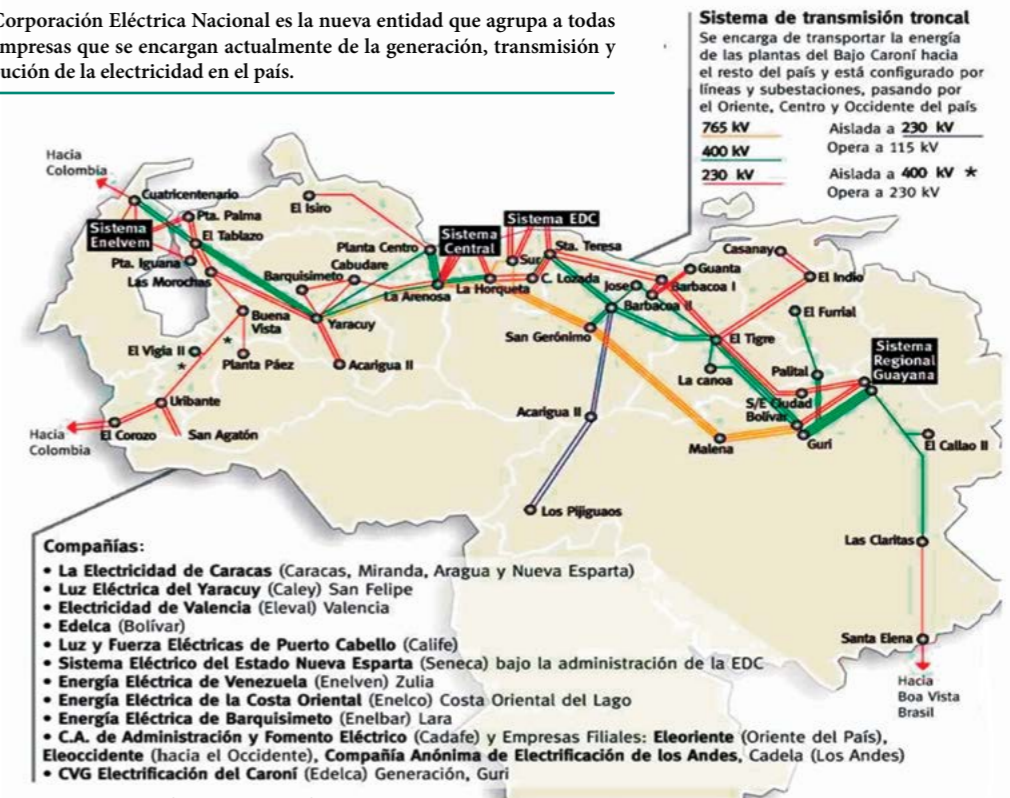 Corporación Eléctrica Nacional es la nueva entidad que agrupa a todas
mpresas que se encargan actualmente de la generación, transmisión y
ución de la electricidad en el país.
Sistema de transmisión troncal
Se encarga de transportar la energía
de las plantas del Bajo Caroní hacia
el resto del país y está configurado por
líneas y subestaciones, pasando por
el Oriente, Centro y Occidente del país
765 kV
400 kV
230 kV
Aislada a 230 kV
Opera a 115 kV
Aislada a 400 kV *
Opera a 230 kV
Hacia
Colombia
Cuatricentenario
Sistema
Enelvem
Pta. Palma
El Tablazo
Pta. Iguana
Las Morochas
El Isiro
Planta Centro
Cabudare
Barquisimeto
Sistema
Central
Sistema EDC
Sur
Sta. Teresa
La Arenosa
La Horqueta
C. Lozada
Jose
Casanay
Guanta
Barbacoa I
Barbacoa II
El Indio
Buena
Vista
Yaracuy
San Gerónimo
El Tigre
El Furrial
El Vigía II
*
*
Planta Páez
Acarigua II
La canoa
Palital
Sistema
Regional
Guayana
Uribante
Acarigua II
S/E Ciudad
Bolívar
Hacia
Colombia
El Corozo
San Agatón
Malena
Guri
El Callao II
Los Pijiguaos
Las Claritas
Santa Elena
Hacia
Boa Vista
Brasil
Compañías:
• La Electricidad de Caracas (Caracas, Miranda, Aragua y Nueva Esparta)
• Luz Eléctrica del Yaracuy (Caley) San Felipe
• Electricidad de Valencia (Eleval) Valencia
• Edelca (Bolívar)
• Luz y Fuerza Eléctricas de Puerto Cabello (Calife)
• Sistema Eléctrico del Estado Nueva Esparta (Seneca) bajo la administración de la EDC
• Energía Eléctrica de Venezuela (Enelven) Zulia
• Energía Eléctrica de la Costa Oriental (Enelco) Costa Oriental del Lago
• Energía Eléctrica de Barquisimeto (Enelbar) Lara
• C.A. de Administración y Fomento Eléctrico (Cadafe) y Empresas Filiales: Eleoriente (Oriente del País),
Eleoccidente (hacia el Occidente), Compañía Anónima de Electrificación de los Andes, Cadela (Los Andes)
• CVG Electrificación del Caroní (Edelca) Generación, Guri